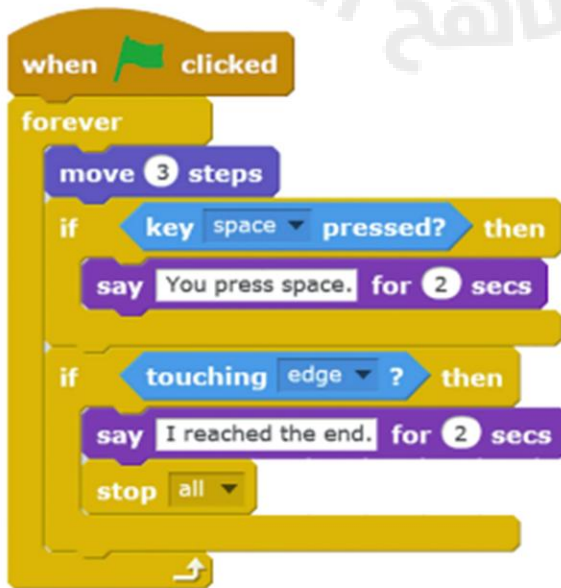 when clicked
forever
move 3 steps
if key space pressed? then
say You press space. for 2 secs
if touching edge ? then
say I reached the end. for 2 secs
stop all